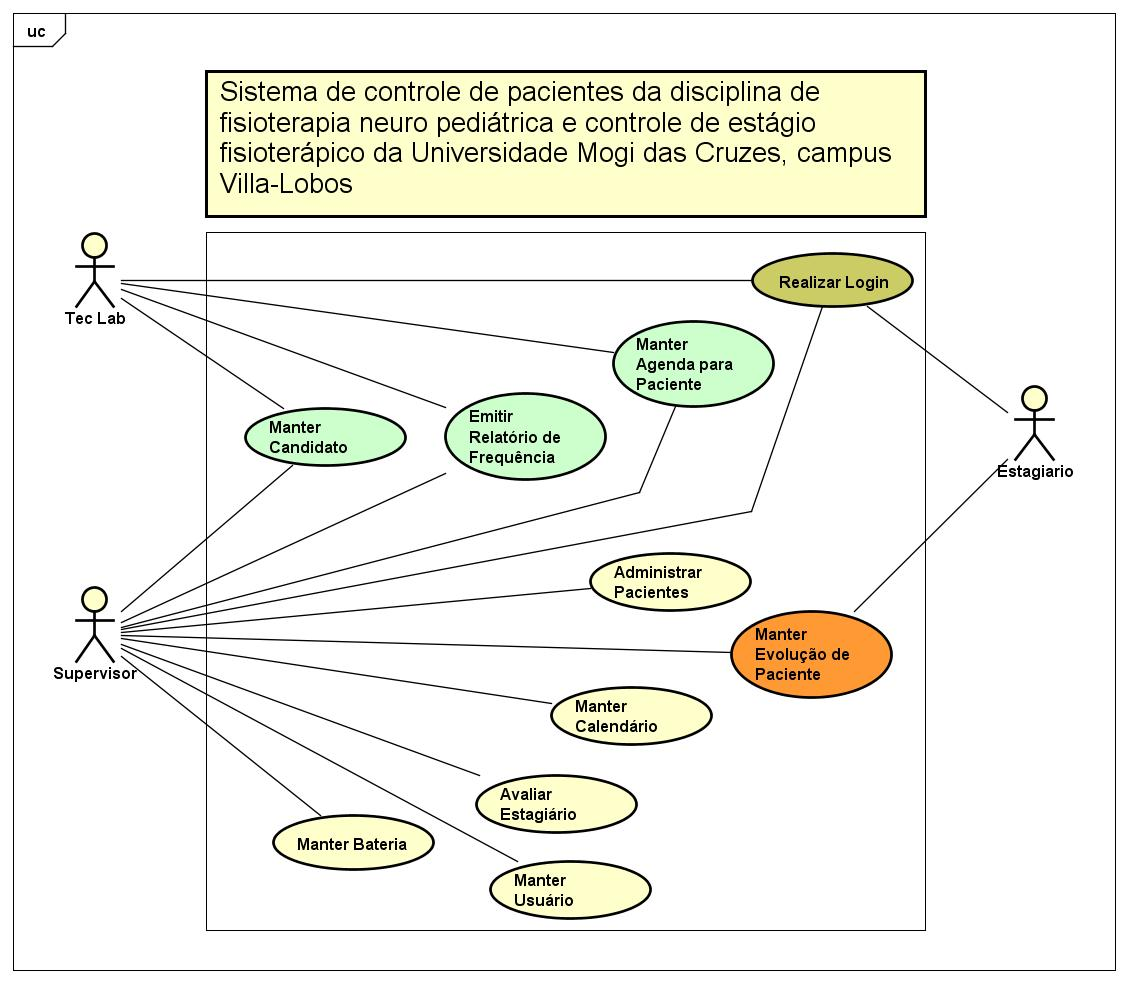 uc
Sistema de controle de pacientes da disciplina de
fisioterapia neuro pediátrica e controle de estágio
fisioterápico da Universidade Mogi das Cruzes, campus
Villa-Lobos
Tec Lab
Realizar Login
Manter
Agenda para
Paciente
Emitir
Relatório de
Frequência
Manter
Candidato
Estagiario
Administrar
Pacientes
Manter
Evolução de
Paciente
Supervisor
Manter
Calendário
Avaliar
Estagiário
Manter Bateria
Manter
Usuário